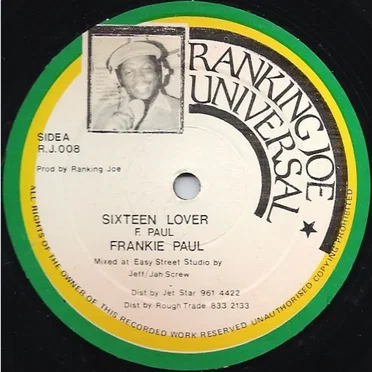 RANKING JOE
UNIVERSAL
SIDE A
R.J.008
Prod by Ranking Joe
SIXTEEN LOVER
F. PAUL
FRANKIE PAUL
Mixed at Easy Street Studio by
Jeff/Jah Screw
Dist by Jet Star 961 4422
Dist by Rough Trade 833 2133
ALL RIGHTS OF THE OWNER OF THIS RECORDED WORK RESERVED UNAUTHORISED COPYING PROHIBITED